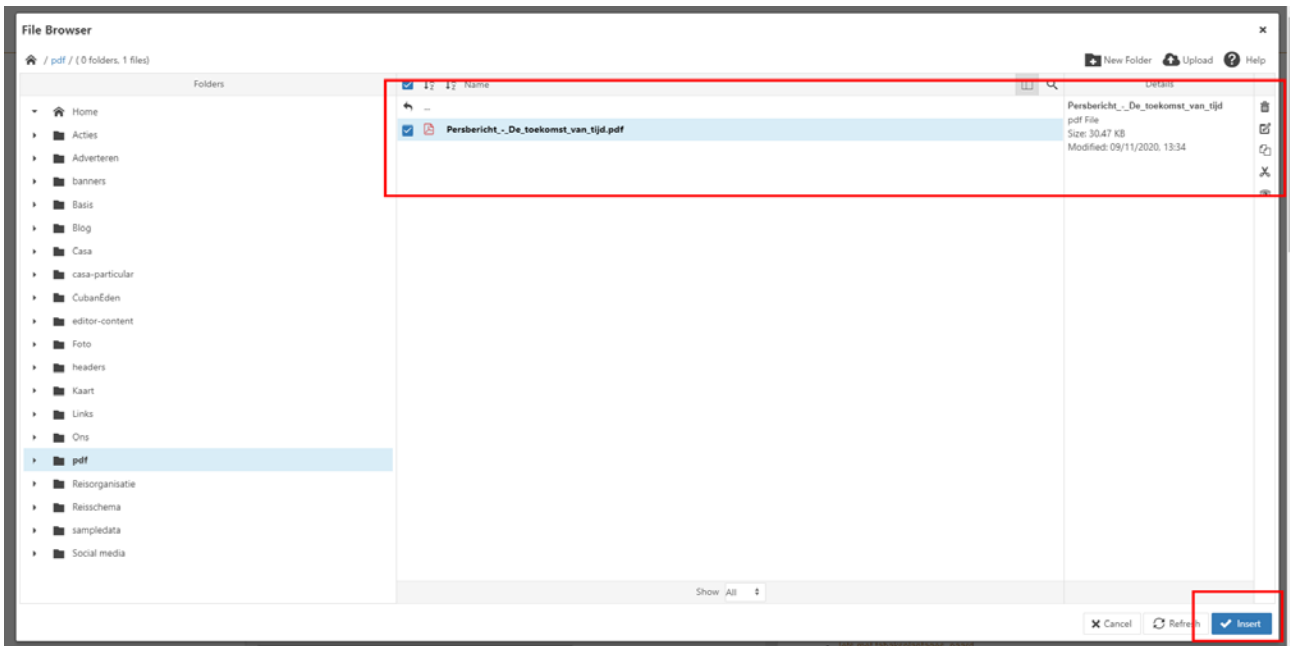 File Browser
/ pdf / ( 0 folders, 1 files)
New Folder Upload Help
Folders
Name
Details
Home
Acties
Adverteren
banners
Basis
Blog
Casa
casa-particular
CubanEden
editor-content
Foto
headers
Kaart
Links
Ons
pdf
Reisorganisatie
Reisschema
sampledata
Social media
...
Persbericht_-_De_toekomst_van_tijd.pdf
Persbericht_-_De_toekomst_van_tijd
pdf File
Size: 30.47 KB
Modified: 09/11/2020, 13:34
Show All
Cancel Refresh Insert